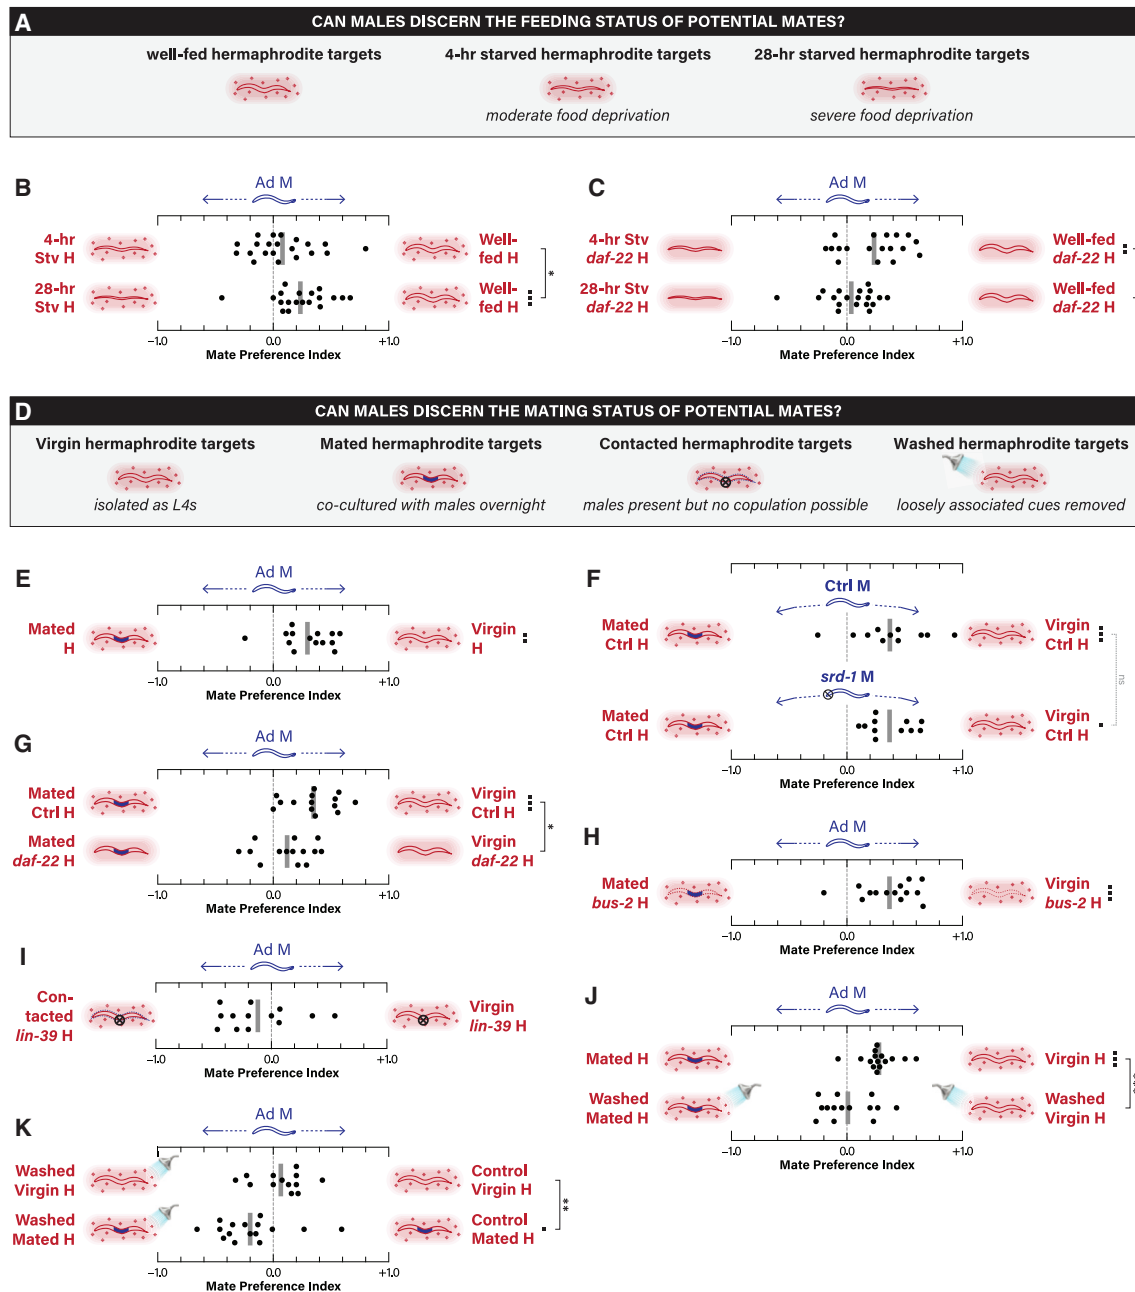 A
CAN MALES DISCERN THE FEEDING STATUS OF POTENTIAL MATES?
well-fed hermaphrodite targets
4-hr starved hermaphrodite targets
moderate food deprivation
28-hr starved hermaphrodite targets
severe food deprivation
B
Ad M
4-hr
Stv H
Well-
fed H
28-hr
Stv H
Well-
fed H
*
−1.0
0.0
+1.0
Mate Preference Index
C
Ad M
4-hr Stv
daf-22 H
Well-fed
daf-22 H
28-hr Stv
daf-22 H
Well-fed
daf-22 H
−1.0
0.0
+1.0
Mate Preference Index
D
CAN MALES DISCERN THE MATING STATUS OF POTENTIAL MATES?
Virgin hermaphrodite targets
isolated as L4s
Mated hermaphrodite targets
co-cultured with males overnight
Contacted hermaphrodite targets
males present but no copulation possible
Washed hermaphrodite targets
loosely associated cues removed
E
Ad M
Mated
H
Virgin
H
−1.0
0.0
+1.0
Mate Preference Index
F
Ctrl M
Mated
Ctrl H
Virgin
Ctrl H
ns
srd-1 M
Mated
Ctrl H
Virgin
Ctrl H
−1.0
0.0
+1.0
Mate Preference Index
G
Ad M
Mated
Ctrl H
Virgin
Ctrl H
Mated
daf-22 H
Virgin
daf-22 H
*
−1.0
0.0
+1.0
Mate Preference Index
H
Ad M
Mated
bus-2 H
Virgin
bus-2 H
−1.0
0.0
+1.0
Mate Preference Index
I
Ad M
Con-
tacted
lin-39 H
Virgin
lin-39 H
−1.0
0.0
+1.0
Mate Preference Index
J
Ad M
Mated H
Virgin H
Washed
Mated H
Washed
Virgin H
−1.0
0.0
+1.0
Mate Preference Index
K
Ad M
Washed
Virgin H
Control
Virgin H
Washed
Mated H
Control
Mated H
**
−1.0
0.0
+1.0
Mate Preference Index